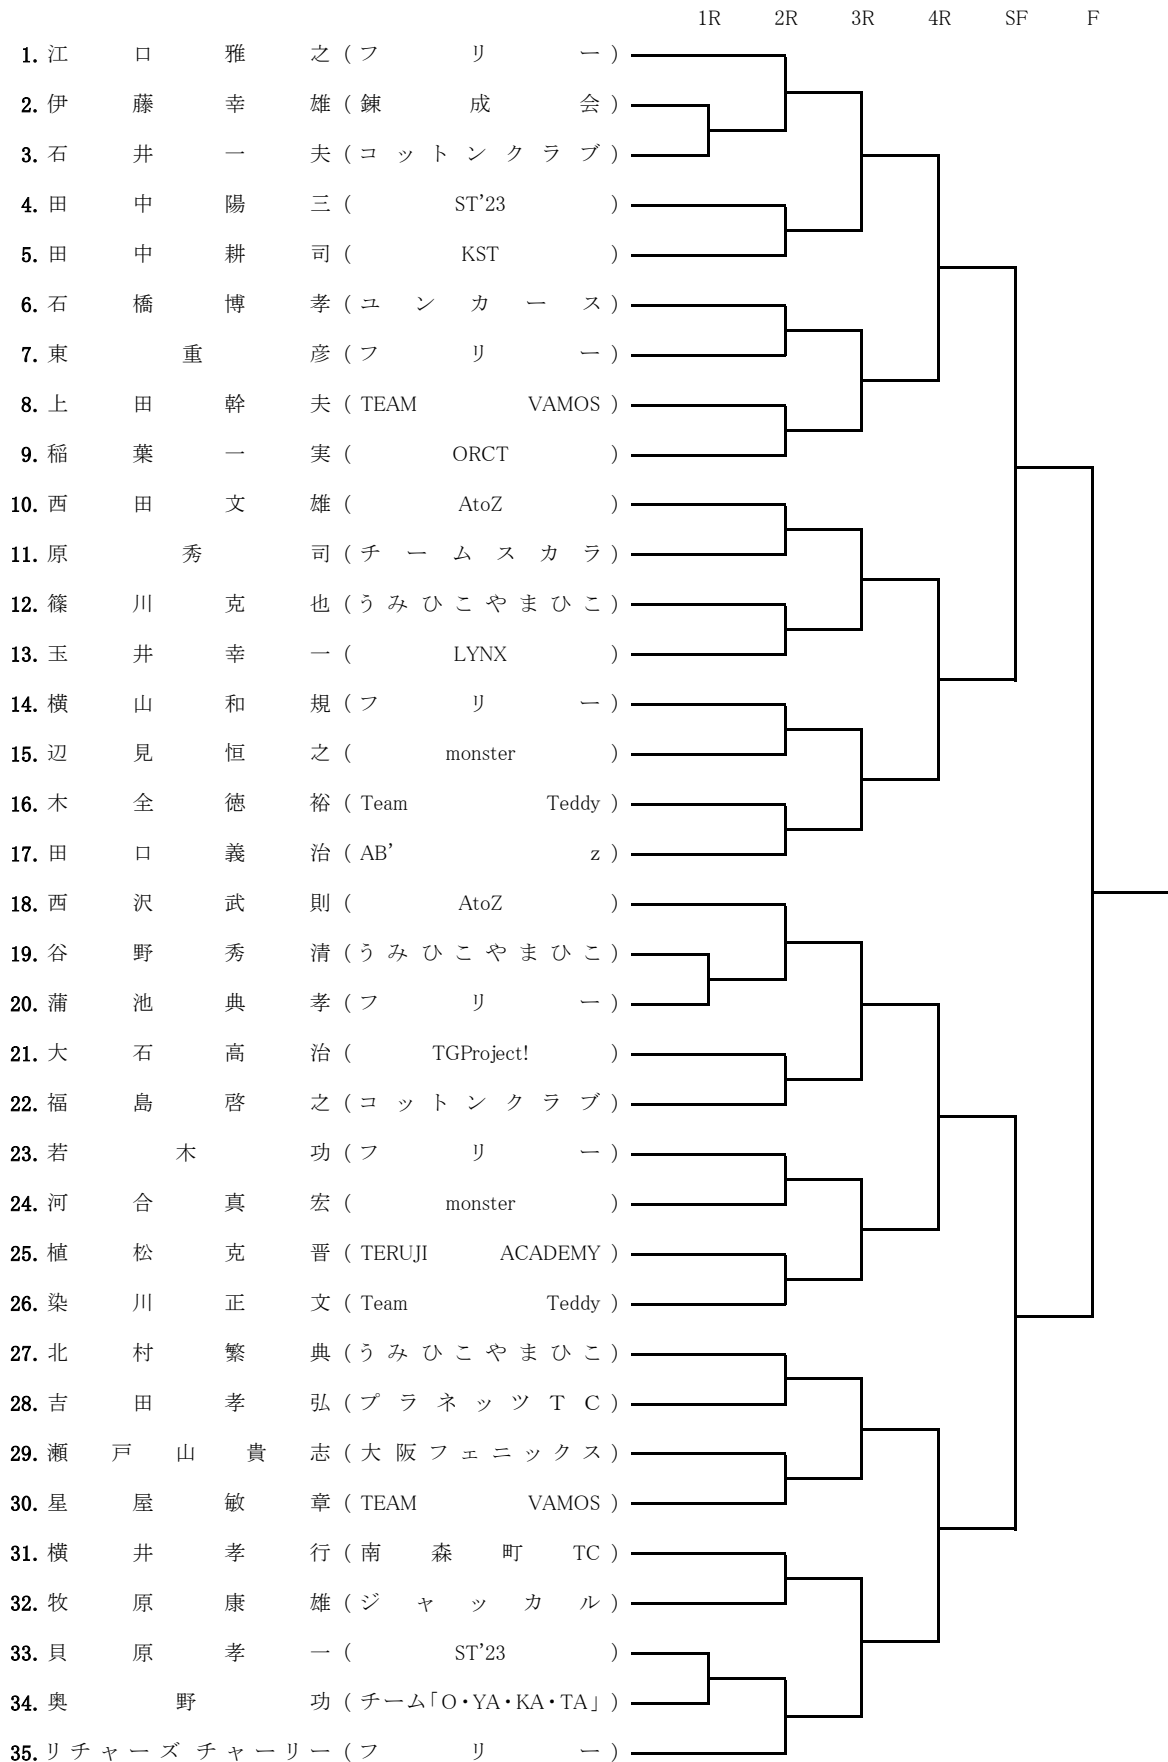 1R 2R 3R 4R SF F
1. 江口雅之(フリー)
2. 伊藤幸雄(錬成会)
3. 石井一夫(コットンクラブ)
4. 田中陽三(ST’23)
5. 田中耕司(KST)
6. 石橋博孝(ユンカース)
7. 東重彦(フリー)
8. 上田幹夫(TEAM VAMOS)
9. 稲葉一実(ORCT)
10. 西田文雄(AtoZ)
11. 原秀司(チームスカラ)
12. 篠川克也(うみひこやまひこ)
13. 玉井幸一(LYNX)
14. 横山和規(フリー)
15. 辺見恒之(monster)
16. 木全徳裕(Team Teddy)
17. 田口義治(AB’z)
18. 西沢武則(AtoZ)
19. 谷野秀清(うみひこやまひこ)
20. 蒲池典孝(フリー)
21. 大石高治(TGProject!)
22. 福島啓之(コットンクラブ)
23. 若木功(フリー)
24. 河合真宏(monster)
25. 植松克晋(TERUJI ACADEMY)
26. 染川正文(Team Teddy)
27. 北村繁典(うみひこやまひこ)
28. 吉田孝弘(プラネッツTC)
29. 瀬戸山貴志(大阪フェニックス)
30. 星屋敏章(TEAM VAMOS)
31. 横井孝行(南森町TC)
32. 牧原康雄(ジャッカル)
33. 貝原孝一(ST’23)
34. 奥野功(チーム「O・YA・KA・TA」)
35. リチャーズ チャーリー(フリー)